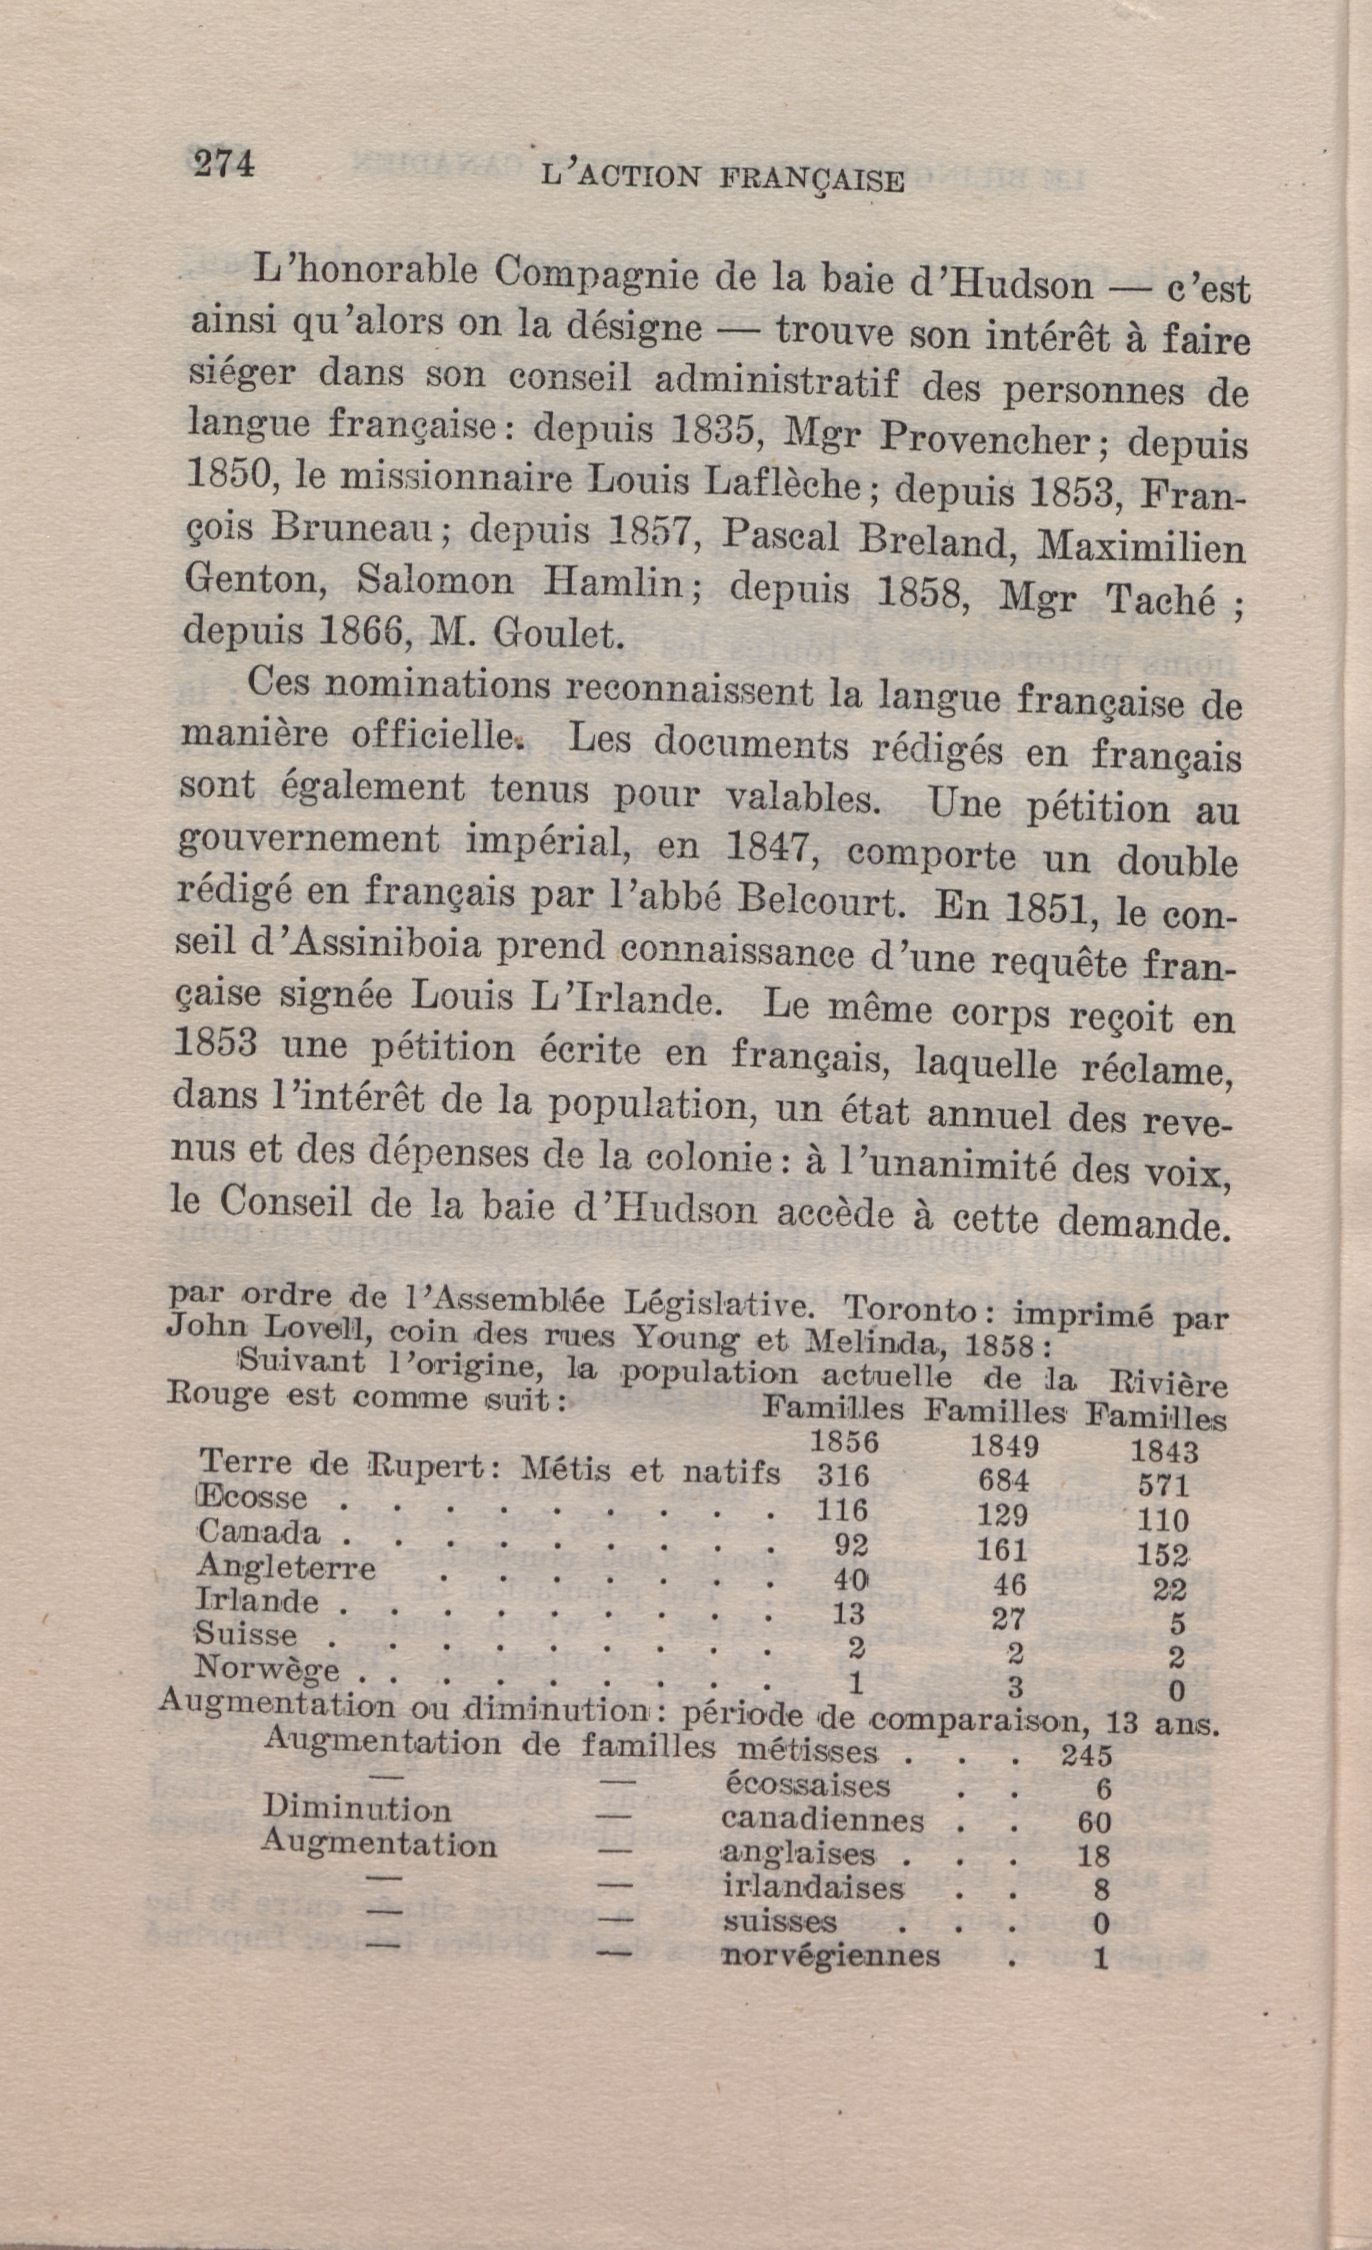 274
L'ACTION FRANÇAISE
L'honorable Compagnie de la baie d'Hudson — c'est
ainsi qu'alors on la désigne — trouve son intérêt à faire
siéger dans son conseil administratif des personnes de
langue française: depuis 1835, Mgr Provencher; depuis
1850, le missionnaire Louis Laflèche; depuis 1853, Fran-
çois Bruneau; depuis 1857, Pascal Breland, Maximilien
Genton, Salomon Hamlin; depuis 1858, Mgr Taché ;
depuis 1866, M. Goulet.
Ces nominations reconnaissent la langue française de
manière officielle. Les documents rédigés en français
sont également tenus pour valables. Une pétition au
gouvernement impérial, en 1847, comporte un double
rédigé en français par l'abbé Belcourt. En 1851, le con-
seil d'Assiniboia prend connaissance d'une requête fran-
çaise signée Louis L'Irlande. Le même corps reçoit en
1853 une pétition écrite en français, laquelle réclame,
dans l'intérêt de la population, un état annuel des reve-
nus et des dépenses de la colonie: à l'unanimité des voix,
le Conseil de la baie d'Hudson accède à cette demande.
par ordre de l'Assemblée Législative. Toronto: imprimé par
John Lovell, coin des rues Young et Melinda, 1858:
Suivant l'origine, la population actuelle de la Rivière
Rouge est comme suit: Familles Familles Familles
1856 1849 1843
Terre de Rupert: Métis et natifs 316 684 571
Ecosse . . . . . . . . . 116 129 110
Canada . . . . . . . . . 92 161 152
Angleterre . . . . . . . 40 46 22
Irlande . . . . . . . . . 13 27 5
Suisse . . . . . . . . . 2 2 2
Norwège . . . . . . . . . 1 3 0
Augmentation ou diminution: période de comparaison, 13 ans.
Augmentation de familles métisses . . . 245
— — écossaises . . 6
Diminution — canadiennes . . 60
Augmentation — anglaises . . . 18
— — irlandaises . . 8
— — suisses . . . 0
— — norvégiennes . 1